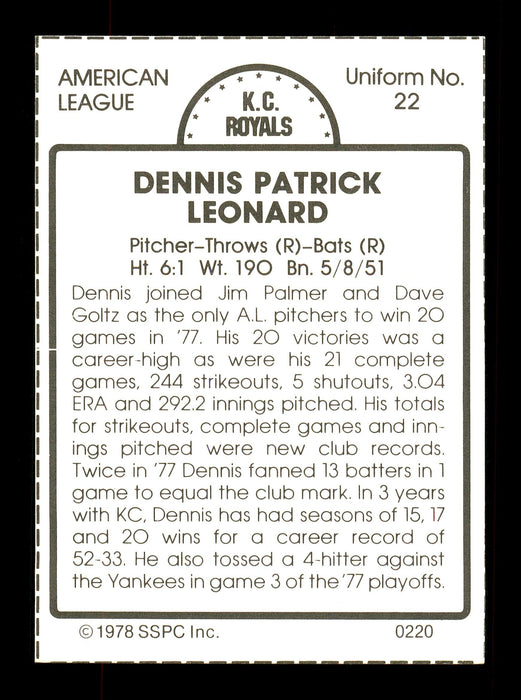 AMERICAN
LEAGUE
K.C.
ROYALS
Uniform No.
22
DENNIS PATRICK
LEONARD
Pitcher-Throws (R)-Bats (R)
Ht. 6:1 Wt. 190 Bn. 5/8/51
Dennis joined Jim Palmer and Dave
Goltz as the only A.L. pitchers to win 20
games in '77. His 20 victories was a
career-high as were his 21 complete
games, 244 strikeouts, 5 shutouts, 3.04
ERA and 292.2 innings pitched. His totals
for strikeouts, complete games and inn-
ings pitched were new club records.
Twice in '77 Dennis fanned 13 batters in 1
game to equal the club mark. In 3 years
with KC, Dennis has had seasons of 15, 17
and 20 wins for a career record of
52-33. He also tossed a 4-hitter against
the Yankees in game 3 of the '77 playoffs.
© 1978 SSPC Inc.
0220